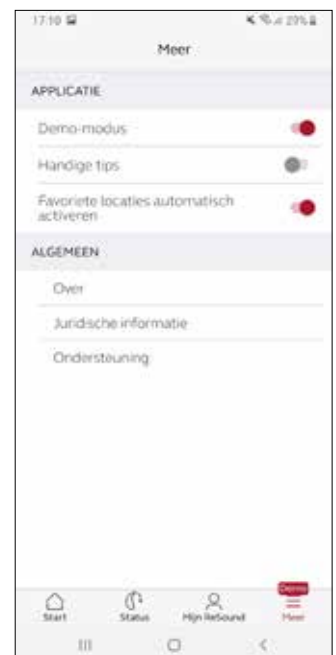 17:10 29%
Meer
APPLICATIE
Demo-modus
Handige tips
Favoriete locaties automatisch
activeren
ALGEMEEN
Over
Juridische informatie
Ondersteuning
Demo
Start Status Mijn ReSound Meer